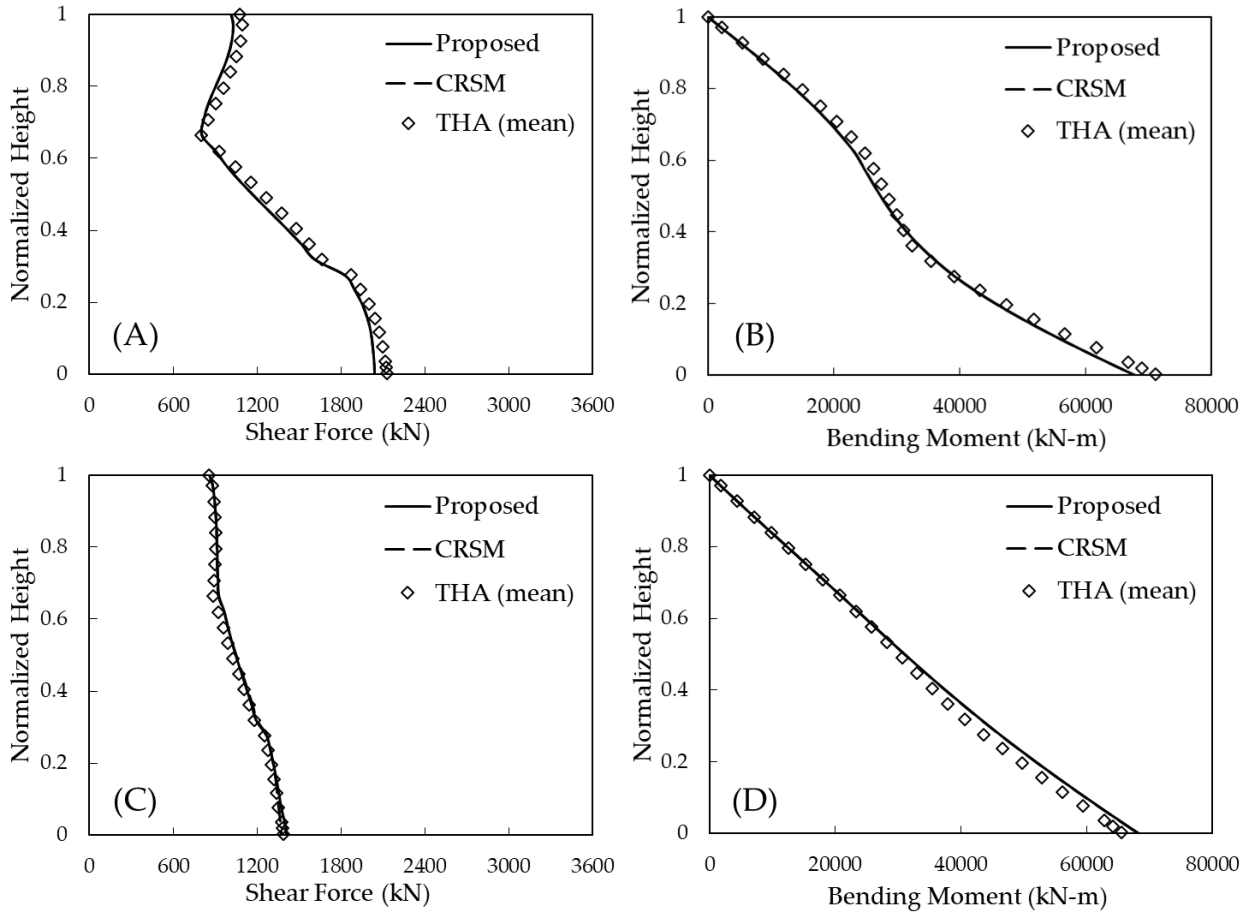 1
0.8
0.6
0.4
0.2
0
Normalized Height
Proposed
CRSM
THA (mean)
(A)
0 600 1200 1800 2400 3000 3600
Shear Force (kN)
1
0.8
0.6
0.4
0.2
0
Normalized Height
Proposed
CRSM
THA (mean)
(B)
0 20000 40000 60000 80000
Bending Moment (kN-m)
1
0.8
0.6
0.4
0.2
0
Normalized Height
Proposed
CRSM
THA (mean)
(C)
0 600 1200 1800 2400 3000 3600
Shear Force (kN)
1
0.8
0.6
0.4
0.2
0
Normalized Height
Proposed
CRSM
THA (mean)
(D)
0 20000 40000 60000 80000
Bending Moment (kN-m)